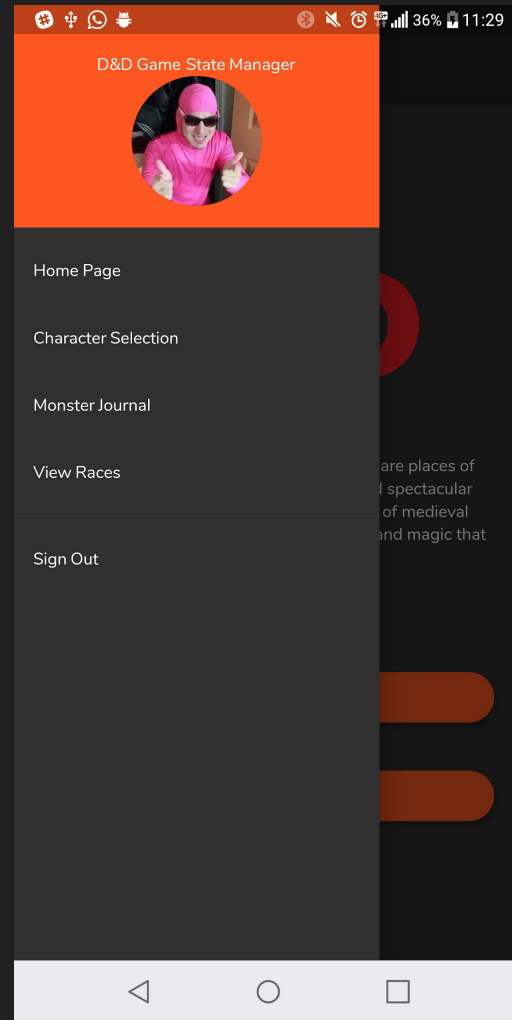 4G+ 36% 11:29
D&D Game State Manager
Home Page
Character Selection
Monster Journal
View Races
are places of
spectacular
of medieval
and magic that
Sign Out